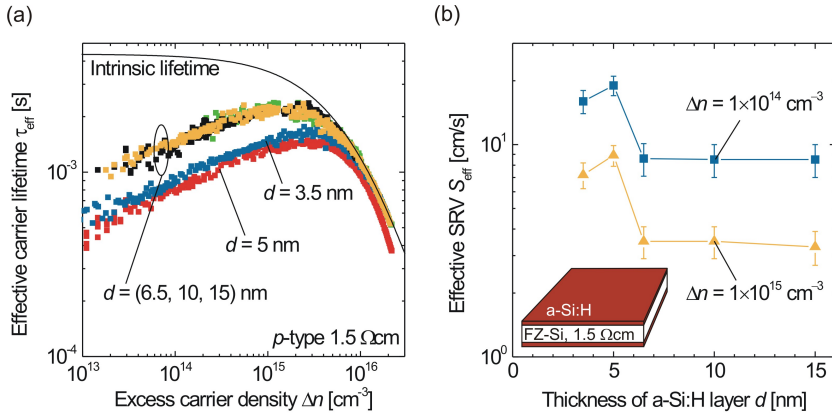 (a)
Effective carrier lifetime τeff [s]
10⁻³
10⁻⁴
Intrinsic lifetime
d = 3.5 nm
d = 5 nm
d = (6.5, 10, 15) nm
p-type 1.5 Ωcm
10¹³ 10¹⁴ 10¹⁵ 10¹⁶
Excess carrier density Δn [cm⁻³]
(b)
Effective SRV Seff [cm/s]
10¹
10⁰
Δn = 1×10¹⁴ cm⁻³
Δn = 1×10¹⁵ cm⁻³
a-Si:H
FZ-Si, 1.5 Ωcm
0 5 10 15
Thickness of a-Si:H layer d [nm]